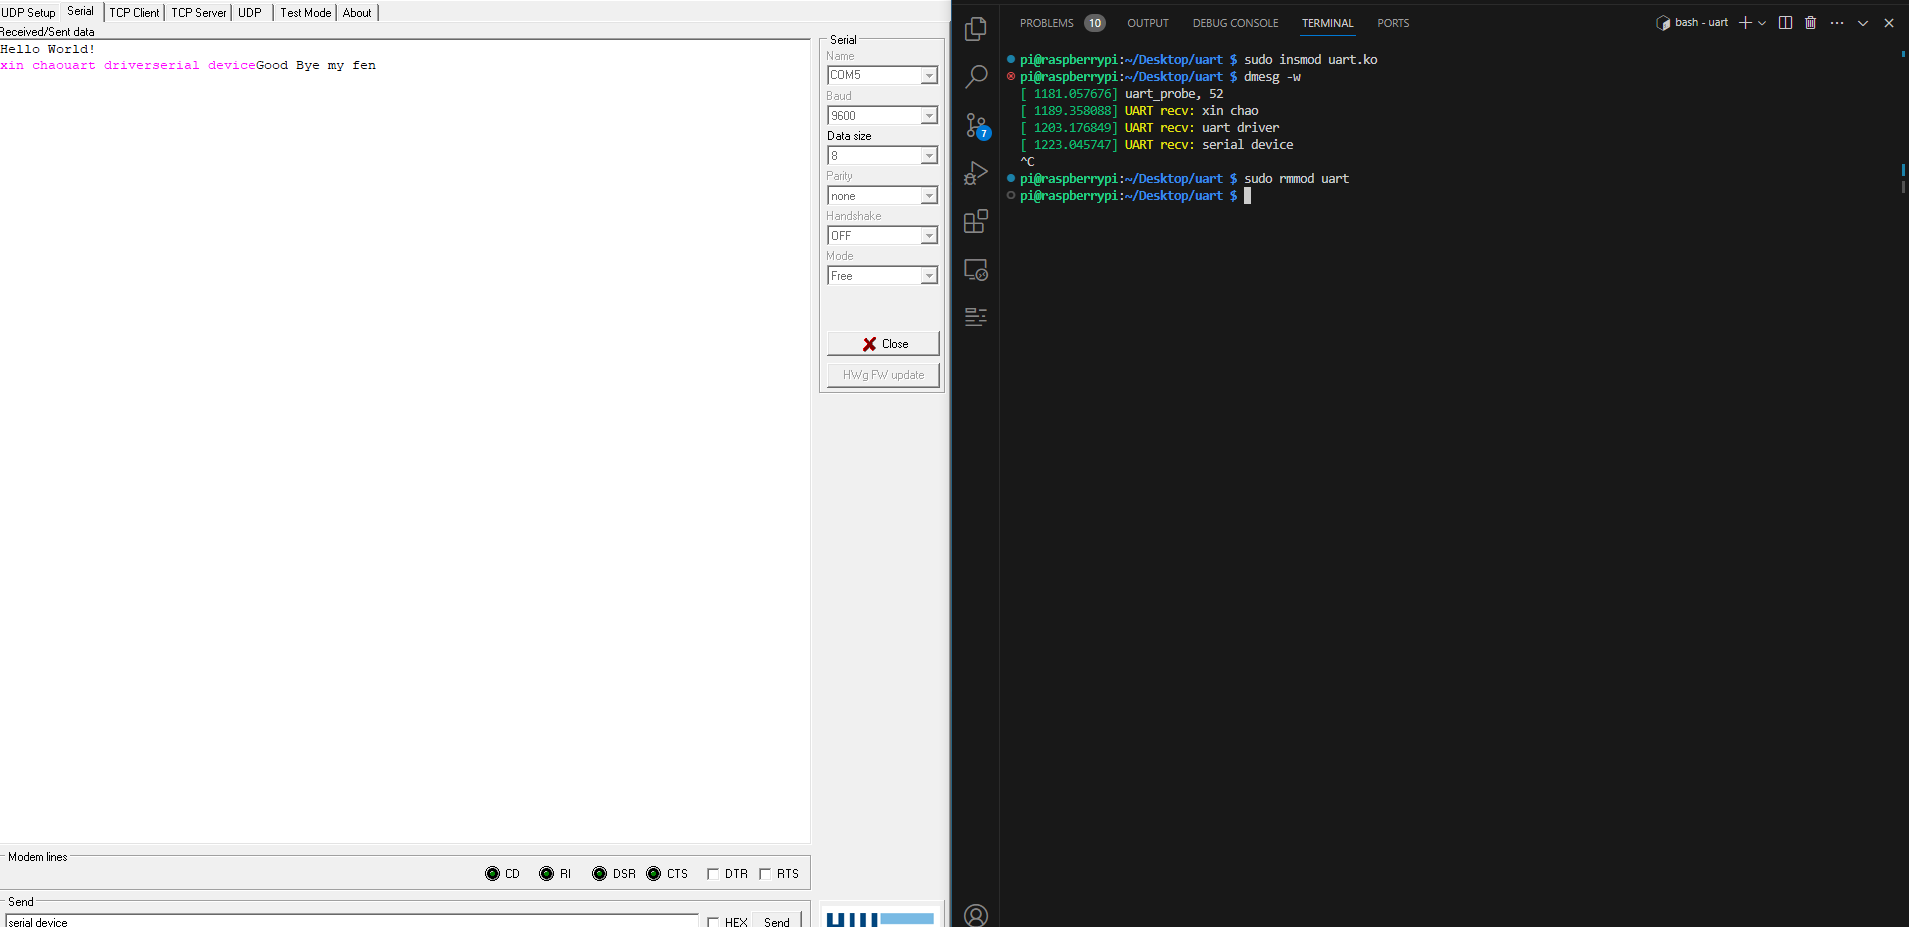 UDP Setup Serial TCP Client TCP Server UDP Test Mode About
Received/Sent data
Hello World!
xin chaouart driverserial deviceGood Bye my fen
Serial
Name
COM5
Baud
9600
Data size
8
Parity
none
Handshake
OFF
Mode
Free
Close
HWg FW update
Modem lines
CD RI DSR CTS DTR RTS
Send
serial device HEX Send
7
PROBLEMS 10 OUTPUT DEBUG CONSOLE TERMINAL PORTS bash - uart
pi@raspberrypi:~/Desktop/uart $ sudo insmod uart.ko
pi@raspberrypi:~/Desktop/uart $ dmesg -w
[ 1181.057676] uart_probe, 52
[ 1189.358088] UART recv: xin chao
[ 1203.176849] UART recv: uart driver
[ 1223.045747] UART recv: serial device
^C
pi@raspberrypi:~/Desktop/uart $ sudo rmmod uart
pi@raspberrypi:~/Desktop/uart $